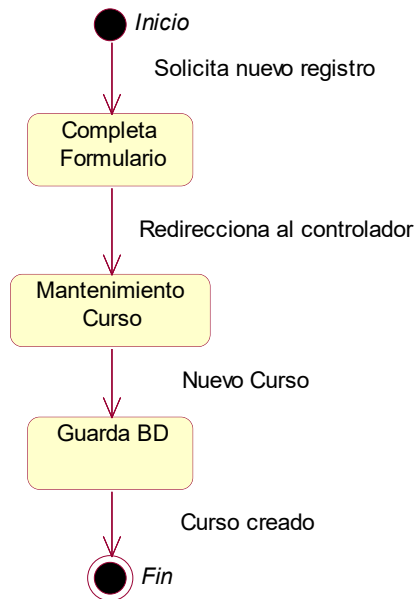 Inicio
Solicita nuevo registro
Completa
Formulario
Redirecciona al controlador
Mantenimiento
Curso
Nuevo Curso
Guarda BD
Curso creado
Fin